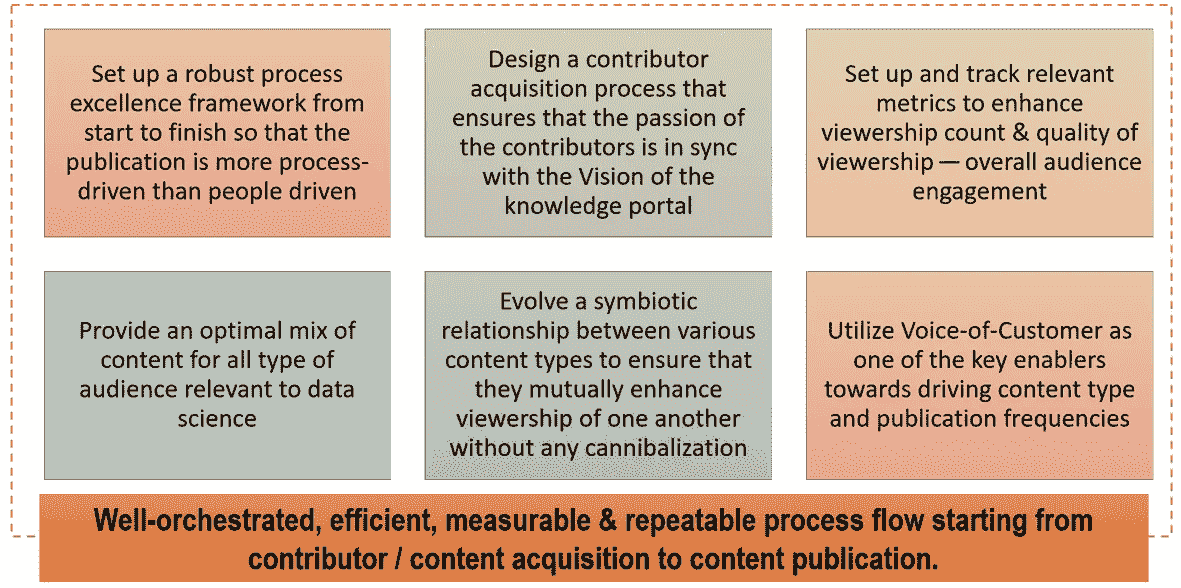 Set up a robust process
excellence framework from
start to finish so that the
publication is more process-
driven than people driven
Design a contributor
acquisition process that
ensures that the passion of
the contributors is in sync
with the Vision of the
knowledge portal
Set up and track relevant
metrics to enhance
viewership count & quality of
viewership — overall audience
engagement
Provide an optimal mix of
content for all type of
audience relevant to data
science
Evolve a symbiotic
relationship between various
content types to ensure that
they mutually enhance
viewership of one another
without any cannibalization
Utilize Voice-of-Customer as
one of the key enablers
towards driving content type
and publication frequencies
Well-orchestrated, efficient, measurable & repeatable process flow starting from
contributor / content acquisition to content publication.